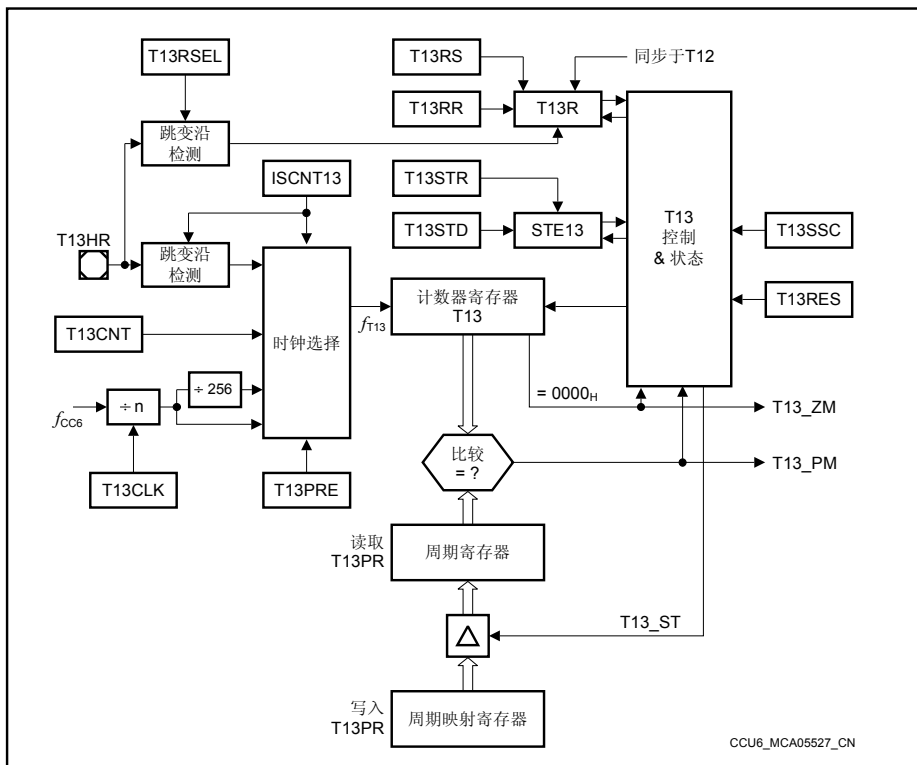 T13RSEL
T13RS
同步于T12
T13RR
T13R
跳变沿
检测
ISCNT13
T13STR
T13STD
STE13
T13
控制
& 状态
T13SSC
T13RES
T13HR
跳变沿
检测
时钟选择
fT13
计数器寄存器
T13
T13CNT
÷ 256
fCC6
÷ n
T13CLK
T13PRE
= 0000H
T13_ZM
比较
= ?
T13_PM
读取
T13PR
周期寄存器
T13_ST
△
写入
T13PR
周期映射寄存器
CCU6_MCA05527_CN